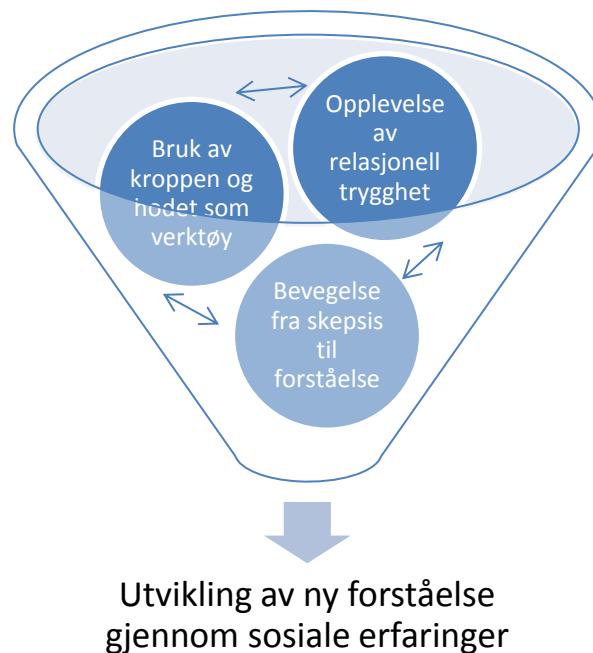 Opplevelse
av
relasjonell
trygghet
Bruk av
kroppen og
hodet som
verktøy
Bevegelse
fra skepsis
til
forståelse
Utvikling av ny forståelse
gjennom sosiale erfaringer